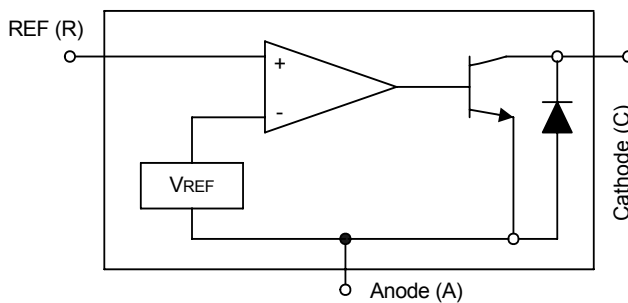 REF (R)
+
-
VREF
Cathode (C)
Anode (A)